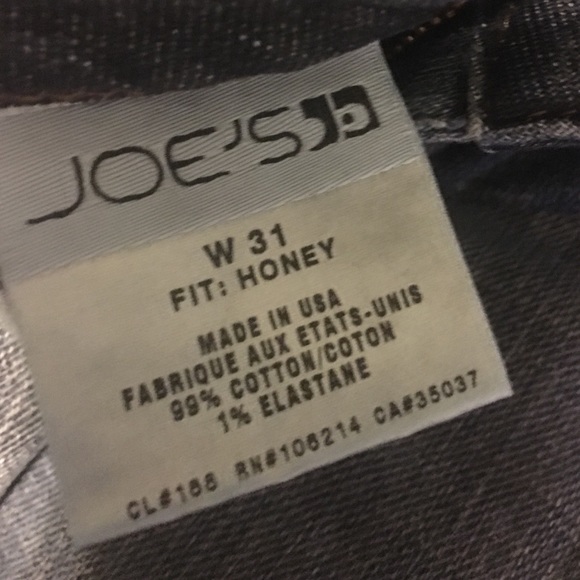 JOE'S
W 31
FIT: HONEY
MADE IN USA
FABRIQUE AUX ETATS-UNIS
99% COTTON/COTON
1% ELASTANE
CL#166 RN#106214 CA#35037